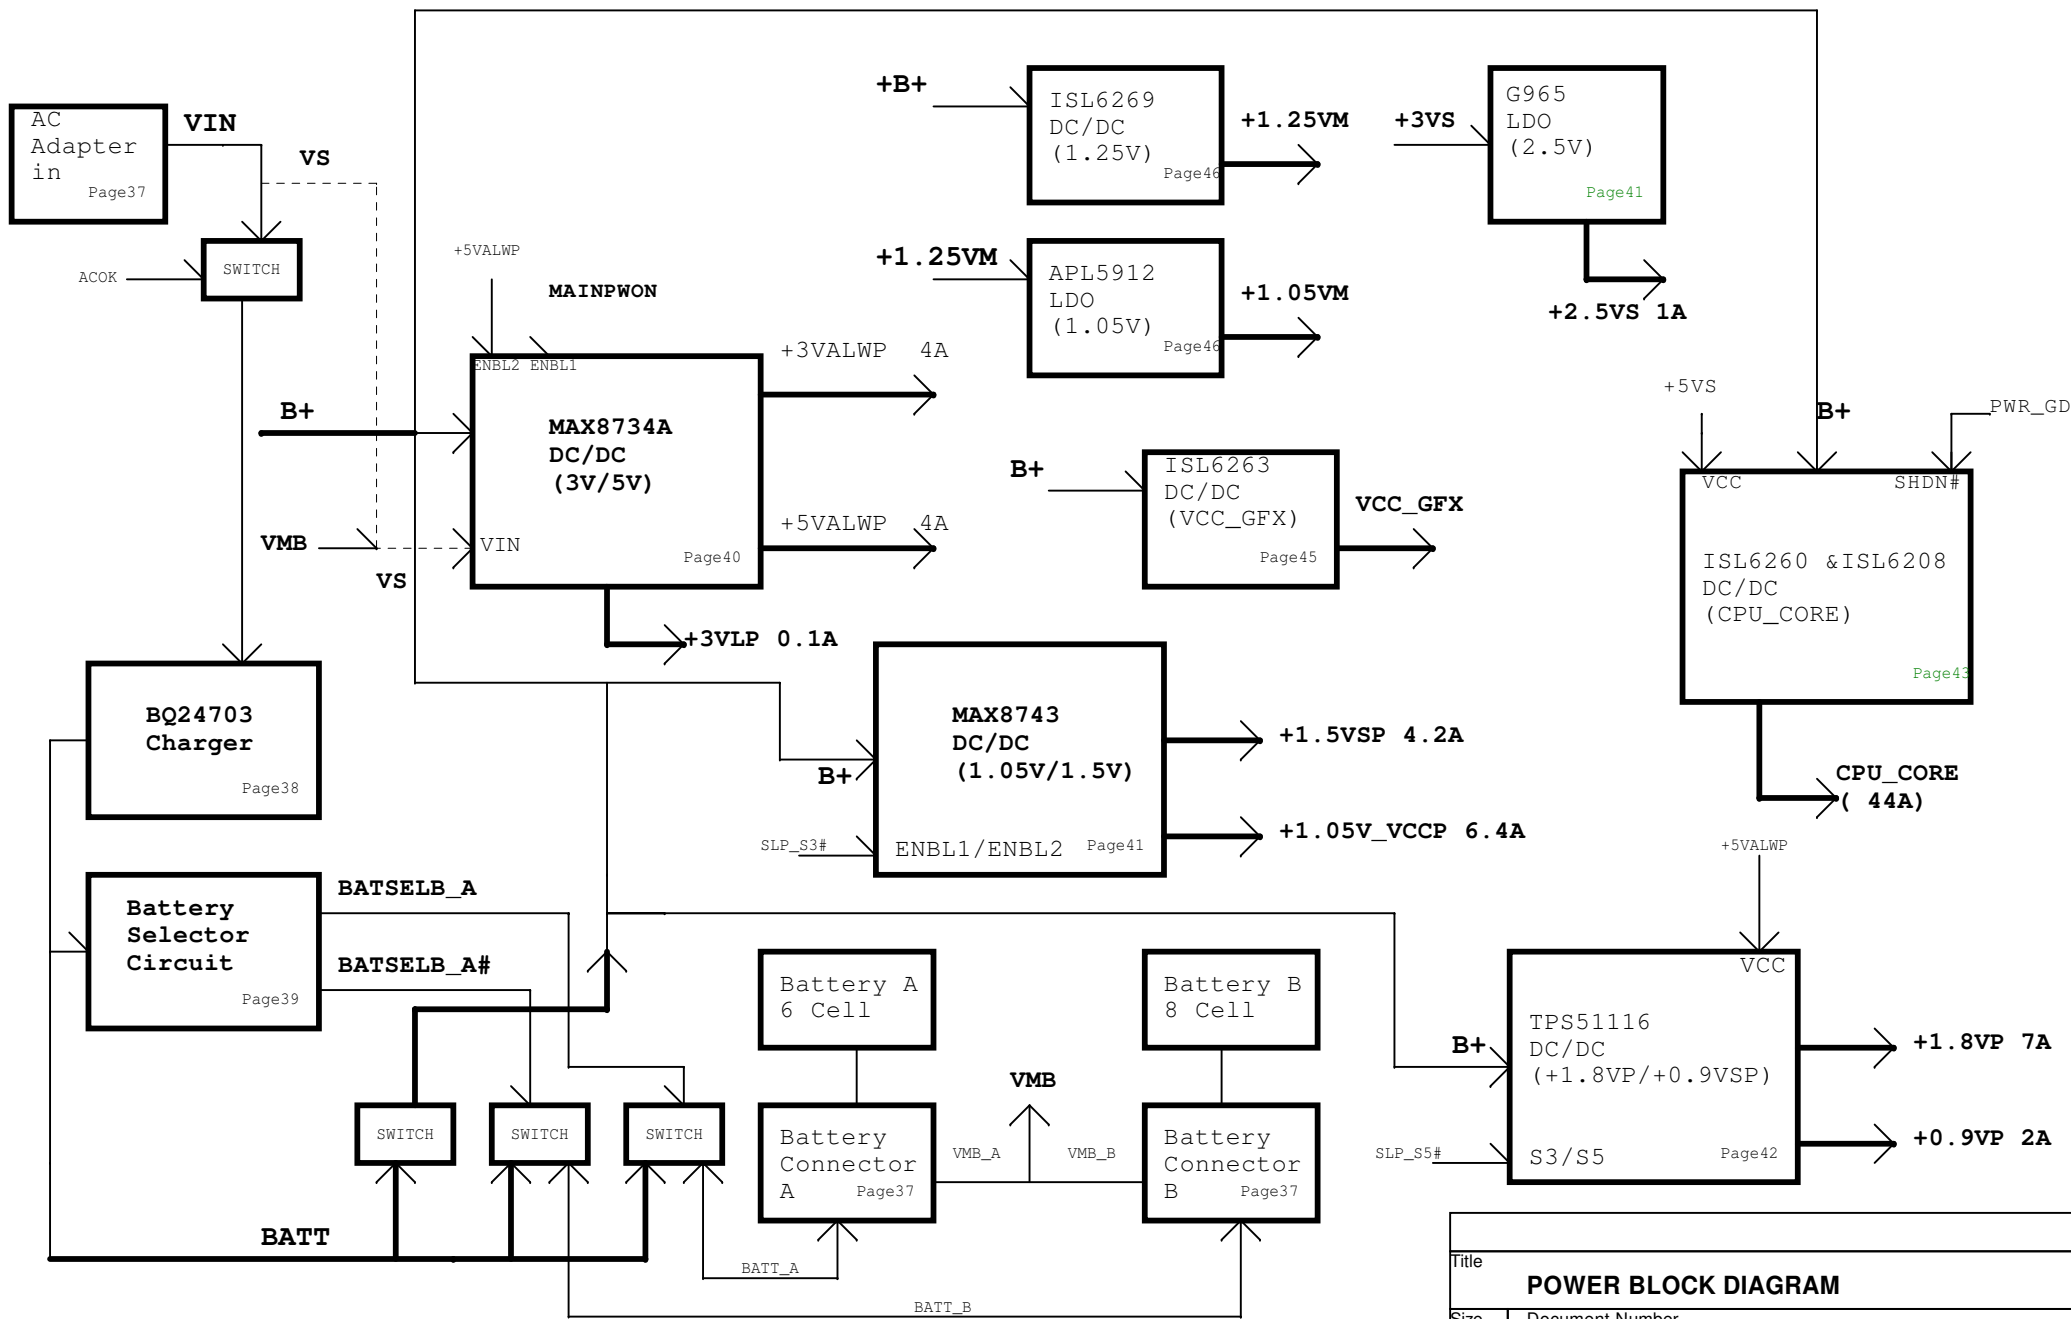 AC
Adapter
in
Page37
VIN
VS
SWITCH
ACOK
+B+
ISL6269
DC/DC
(1.25V)
Page46
+1.25VM
+3VS
G965
LDO
(2.5V)
Page41
+2.5VS 1A
+1.25VM
APL5912
LDO
(1.05V)
Page46
+1.05VM
+5VALWP
MAINPWON
ENBL2 ENBL1
B+
MAX8734A
DC/DC
(3V/5V)
VIN
Page40
VMB
VS
+3VALWP 4A
+5VALWP 4A
+3VLP 0.1A
B+
ISL6263
DC/DC
(VCC_GFX)
Page45
VCC_GFX
+5VS
B+
PWR_GD
VCC
SHDN#
ISL6260 &ISL6208
DC/DC
(CPU_CORE)
Page43
CPU_CORE
( 44A)
BQ24703
Charger
Page38
MAX8743
DC/DC
(1.05V/1.5V)
B+
SLP_S3#
ENBL1/ENBL2
Page41
+1.5VSP 4.2A
+1.05V_VCCP 6.4A
Battery
Selector
Circuit
Page39
BATSELB_A
BATSELB_A#
SWITCH
SWITCH
SWITCH
BATT
Battery A
6 Cell
Battery B
8 Cell
VMB
Battery
Connector
A
Page37
VMB_A
VMB_B
Battery
Connector
B
Page37
BATT_A
BATT_B
+5VALWP
VCC
B+
TPS51116
DC/DC
(+1.8VP/+0.9VSP)
SLP_S5#
S3/S5
Page42
+1.8VP 7A
+0.9VP 2A
Title
POWER BLOCK DIAGRAM
Size
Document Number